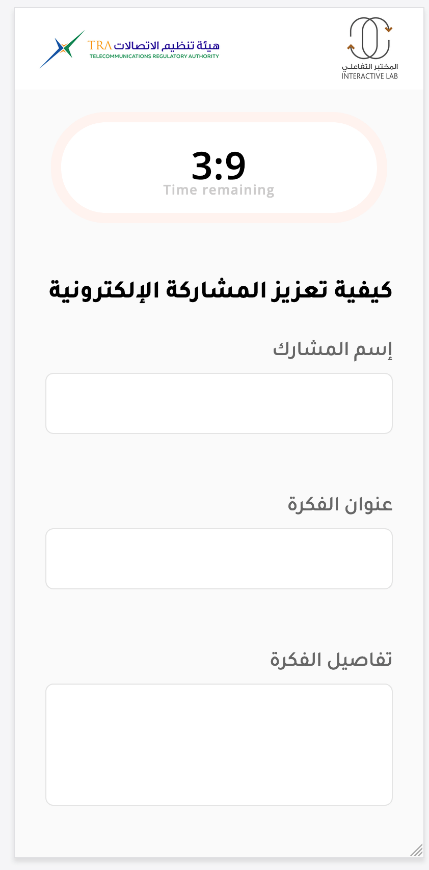 هيئة تنظيم الاتصالات TRA
TELECOMMUNICATIONS REGULATORY AUTHORITY
المختبر التفاعلي
INTERACTIVE LAB
3:9
Time remaining
كيفية تعزيز المشاركة الإلكترونية
إسم المشارك
عنوان الفكرة
تفاصيل الفكرة